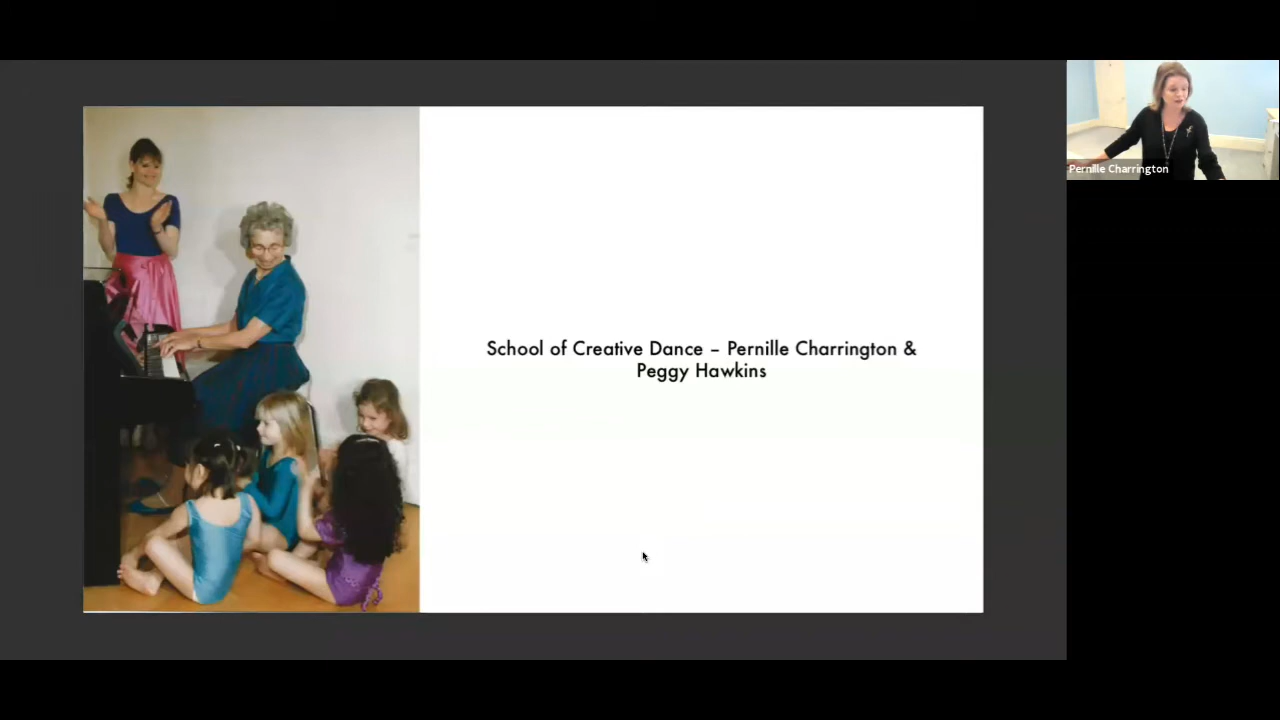 School of Creative Dance – Pernille Charrington &
Peggy Hawkins
Pernille Charrington